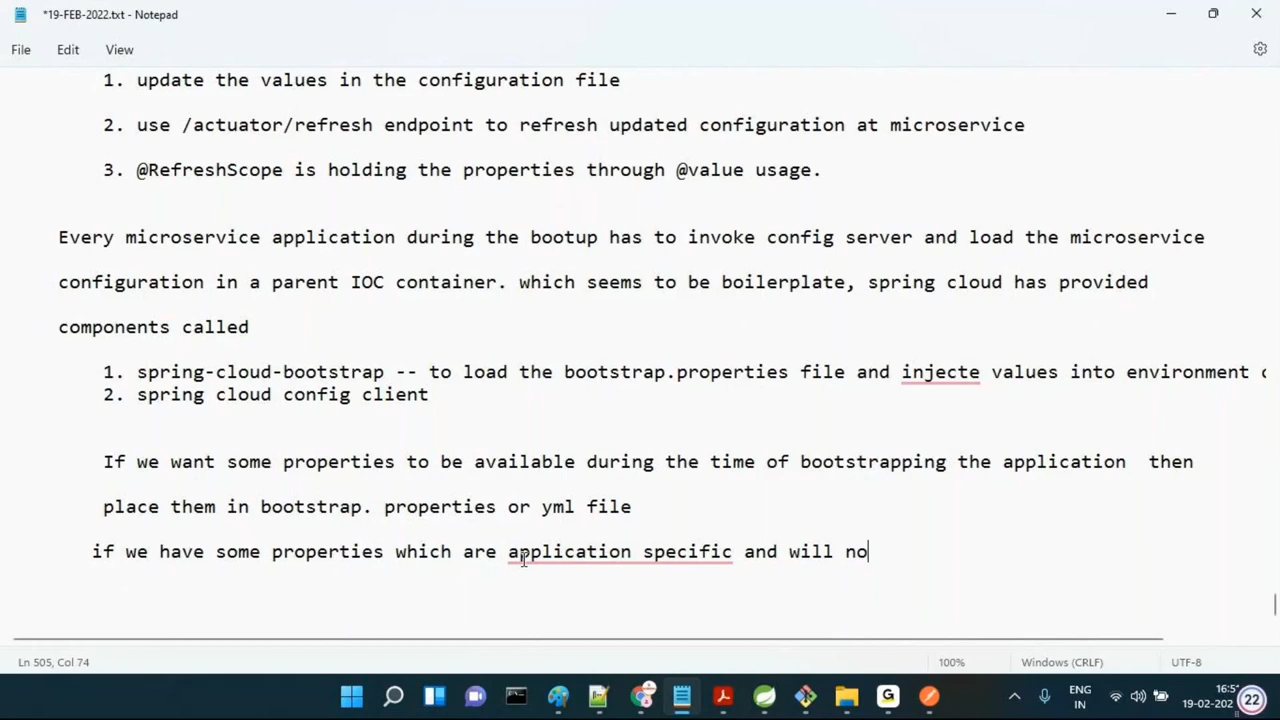 *19-FEB-2022.txt - Notepad
File Edit View
1. update the values in the configuration file
2. use /actuator/refresh endpoint to refresh updated configuration at microservice
3. @RefreshScope is holding the properties through @value usage.
Every microservice application during the bootup has to invoke config server and load the microservice
configuration in a parent IOC container. which seems to be boilerplate, spring cloud has provided
components called
1. spring-cloud-bootstrap -- to load the bootstrap.properties file and injecte values into environment
2. spring cloud config client
If we want some properties to be available during the time of bootstrapping the application then
place them in bootstrap. properties or yml file
if we have some properties which are application specific and will no
Ln 505, Col 74 100% Windows (CRLF) UTF-8
ENG 16:5
IN 19-02-202 22